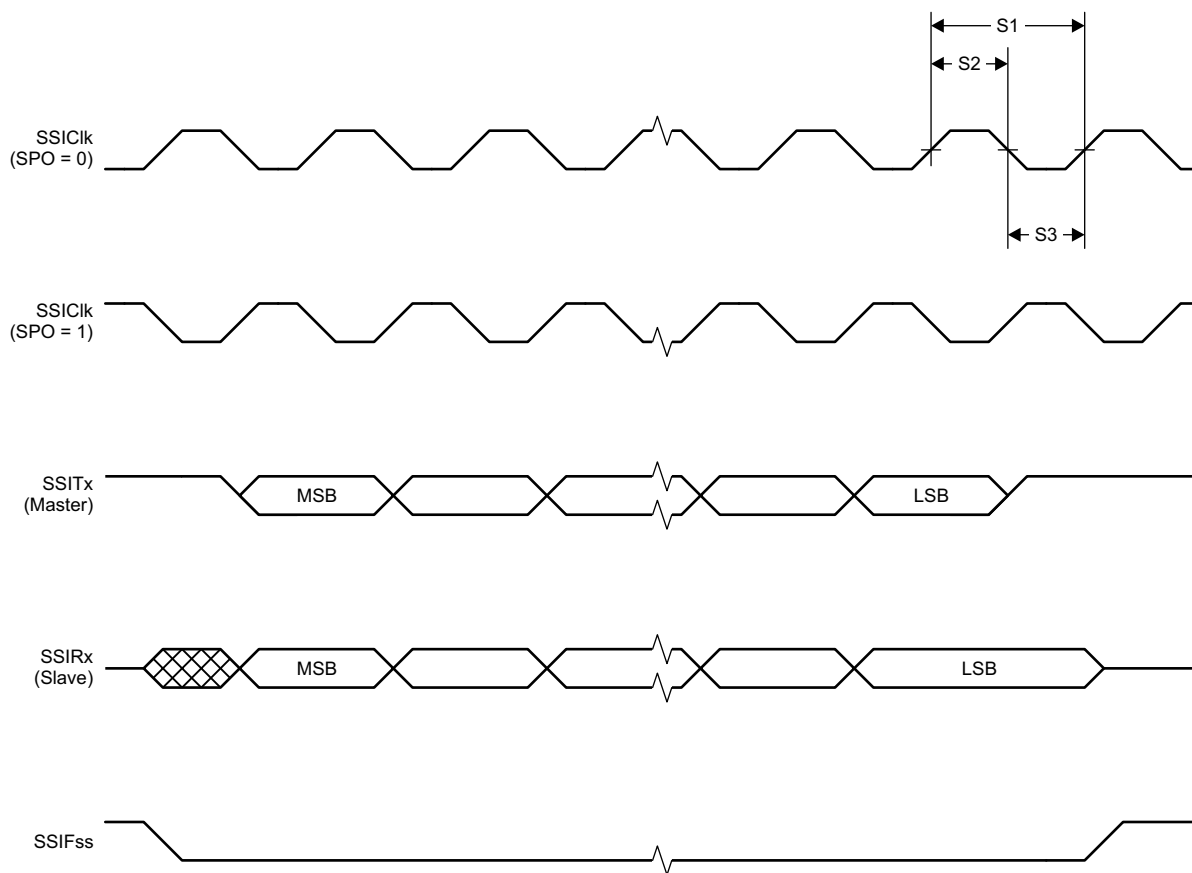 S1
S2
SSIClk
(SPO = 0)
S3
SSIClk
(SPO = 1)
SSITx
(Master)
MSB
LSB
SSIRx
(Slave)
MSB
LSB
SSIFss